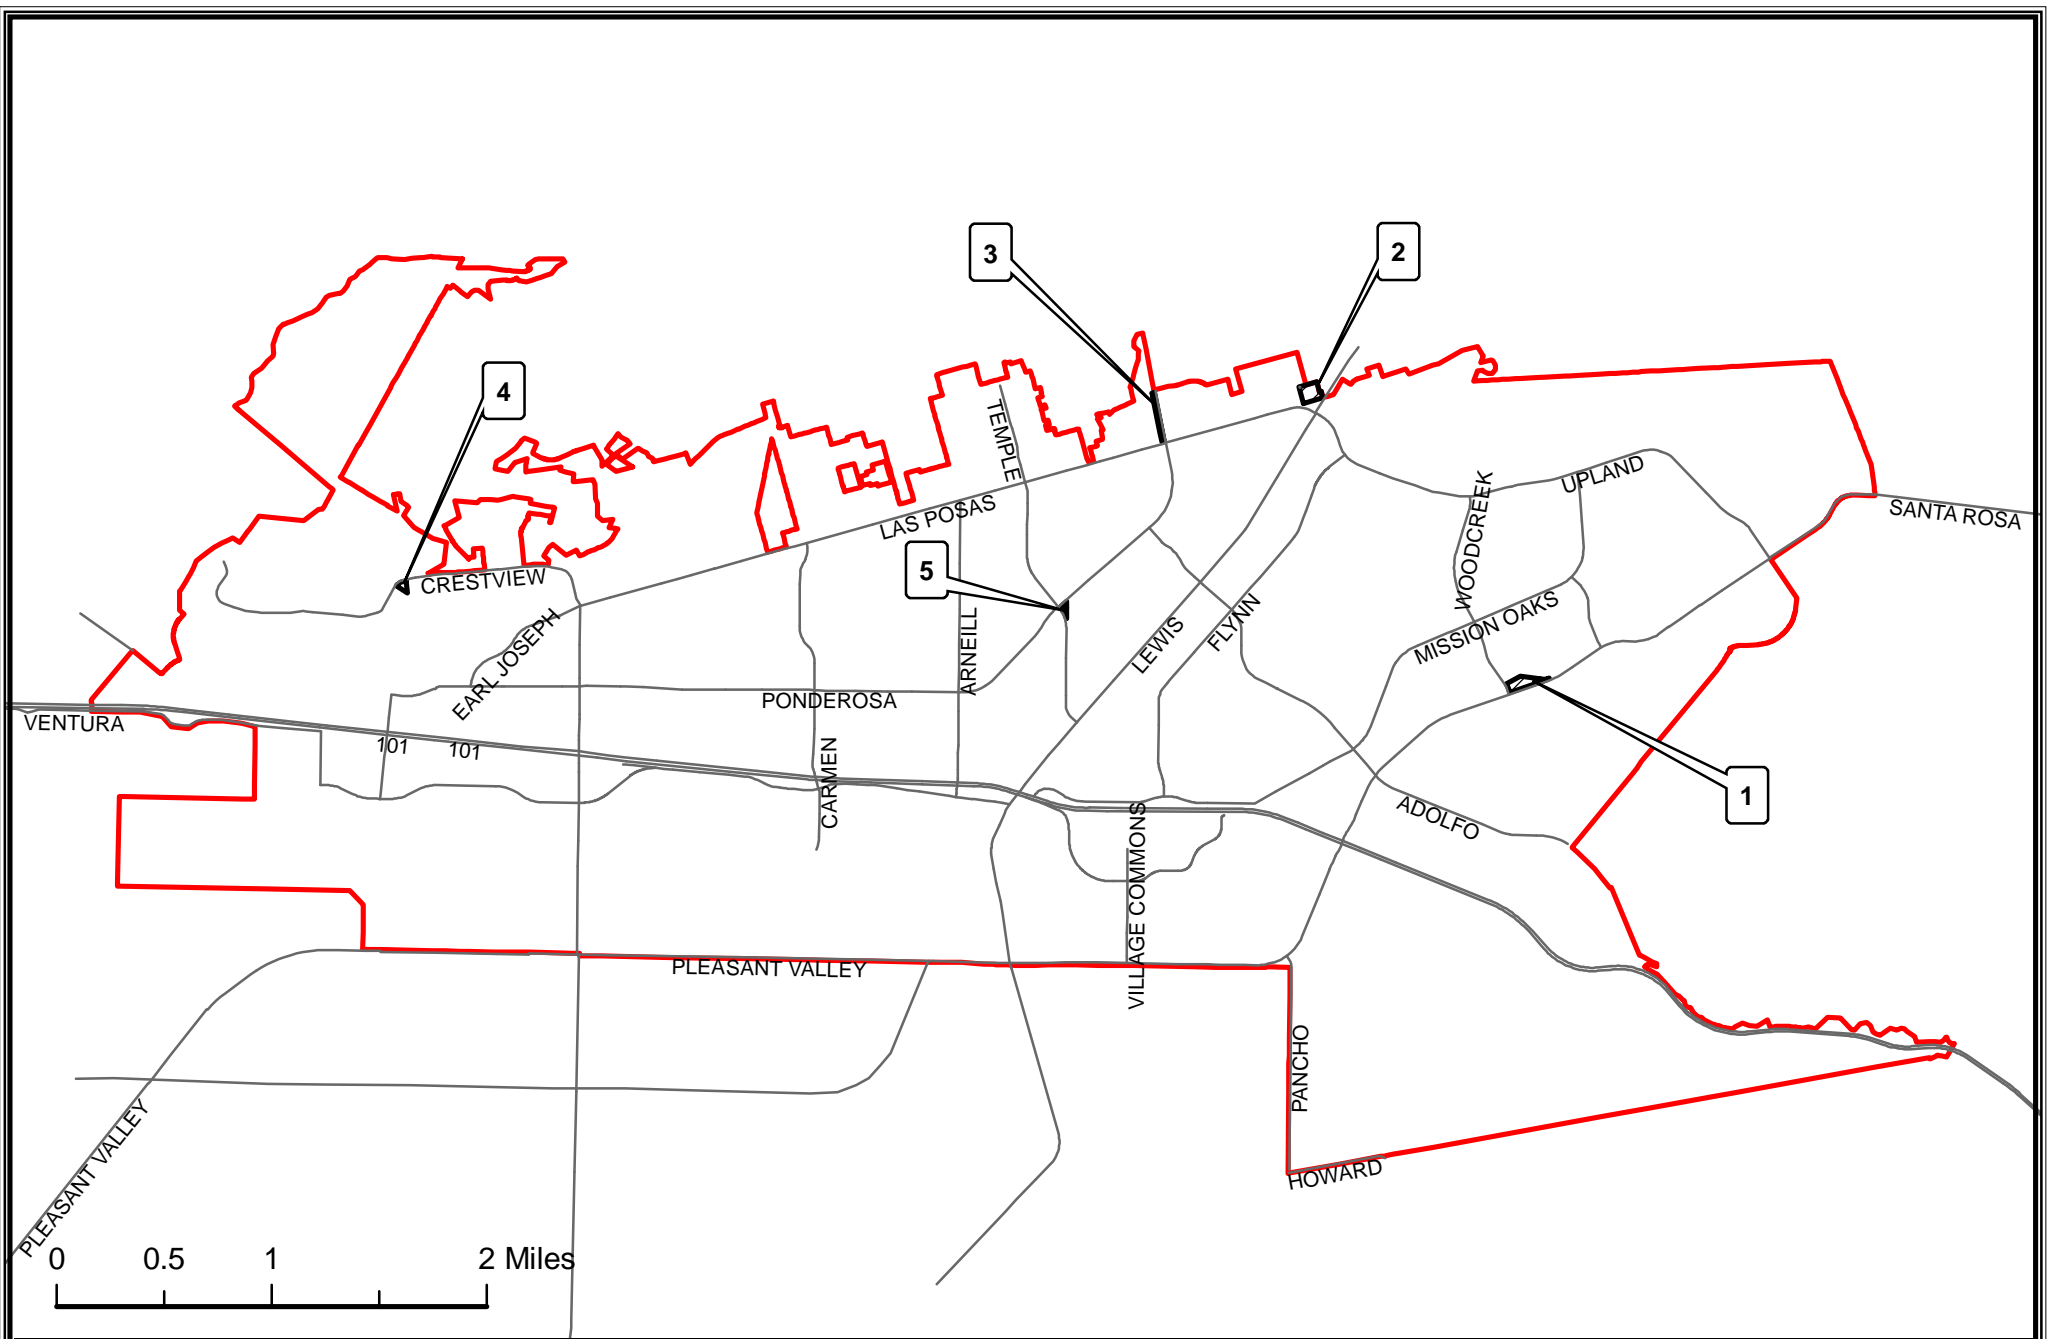 3
2
4
TEMPLE
LAS POSAS
WOODCREEK
UPLAND
SANTA ROSA
5
CRESTVIEW
EARL JOSEPH
ARNEILL
LEWIS
FLYNN
MISSION OAKS
PONDEROSA
VENTURA
101
101
CARMEN
VILLAGE COMMONS
ADOLFO
1
PLEASANT VALLEY
PANCHO
HOWARD
PLEASANT VALLEY
0 0.5 1 2 Miles